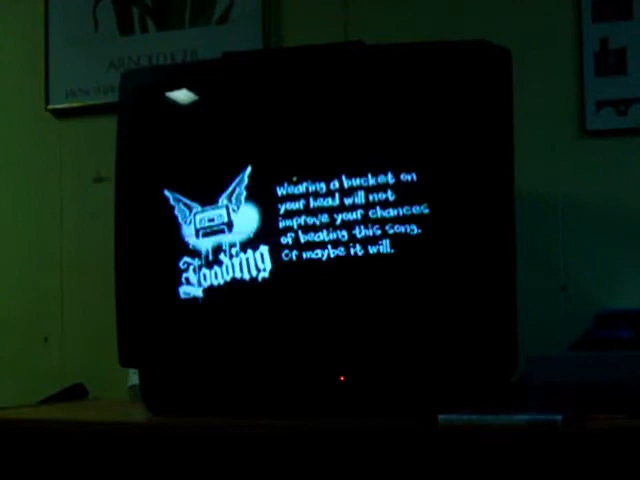 Wearing a bucket on
your head will not
improve your chances
of beating this song.
Or maybe it will.
Loading